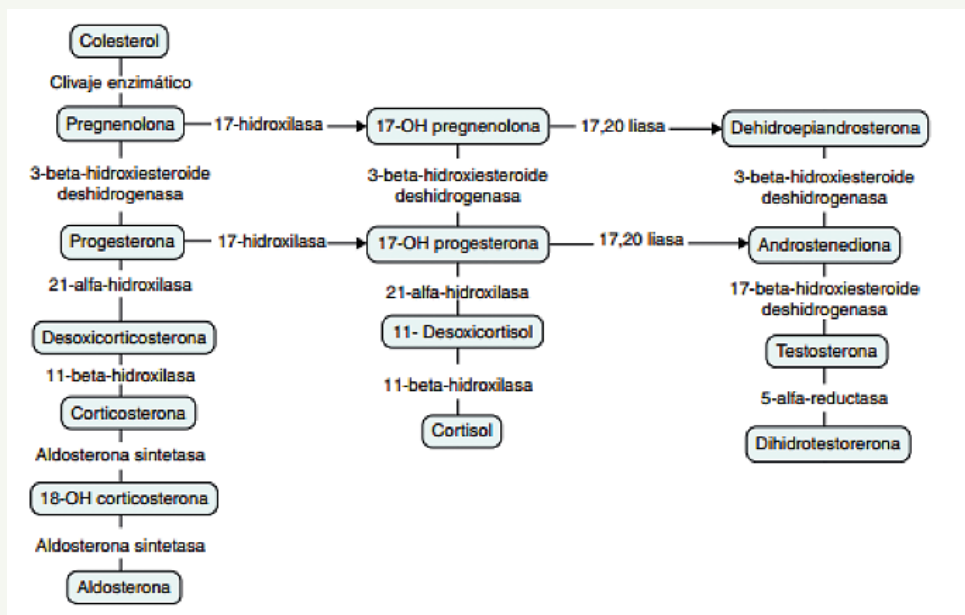 Colesterol
Clivaje enzimático
Pregnenolona
17-hidroxilasa
17-OH pregnenolona
17,20 liasa
Dehidroepiandrosterona
3-beta-hidroxiesteroide
deshidrogenasa
3-beta-hidroxiesteroide
deshidrogenasa
3-beta-hidroxiesteroide
deshidrogenasa
Progesterona
17-hidroxilasa
17-OH progesterona
17,20 liasa
Androstenediona
21-alfa-hidroxilasa
21-alfa-hidroxilasa
17-beta-hidroxiesteroide
deshidrogenasa
Desoxicorticosterona
11- Desoxicortisol
Testosterona
11-beta-hidroxilasa
11-beta-hidroxilasa
5-alfa-reductasa
Corticosterona
Cortisol
Dihidrotestorerona
Aldosterona sintetasa
18-OH corticosterona
Aldosterona sintetasa
Aldosterona